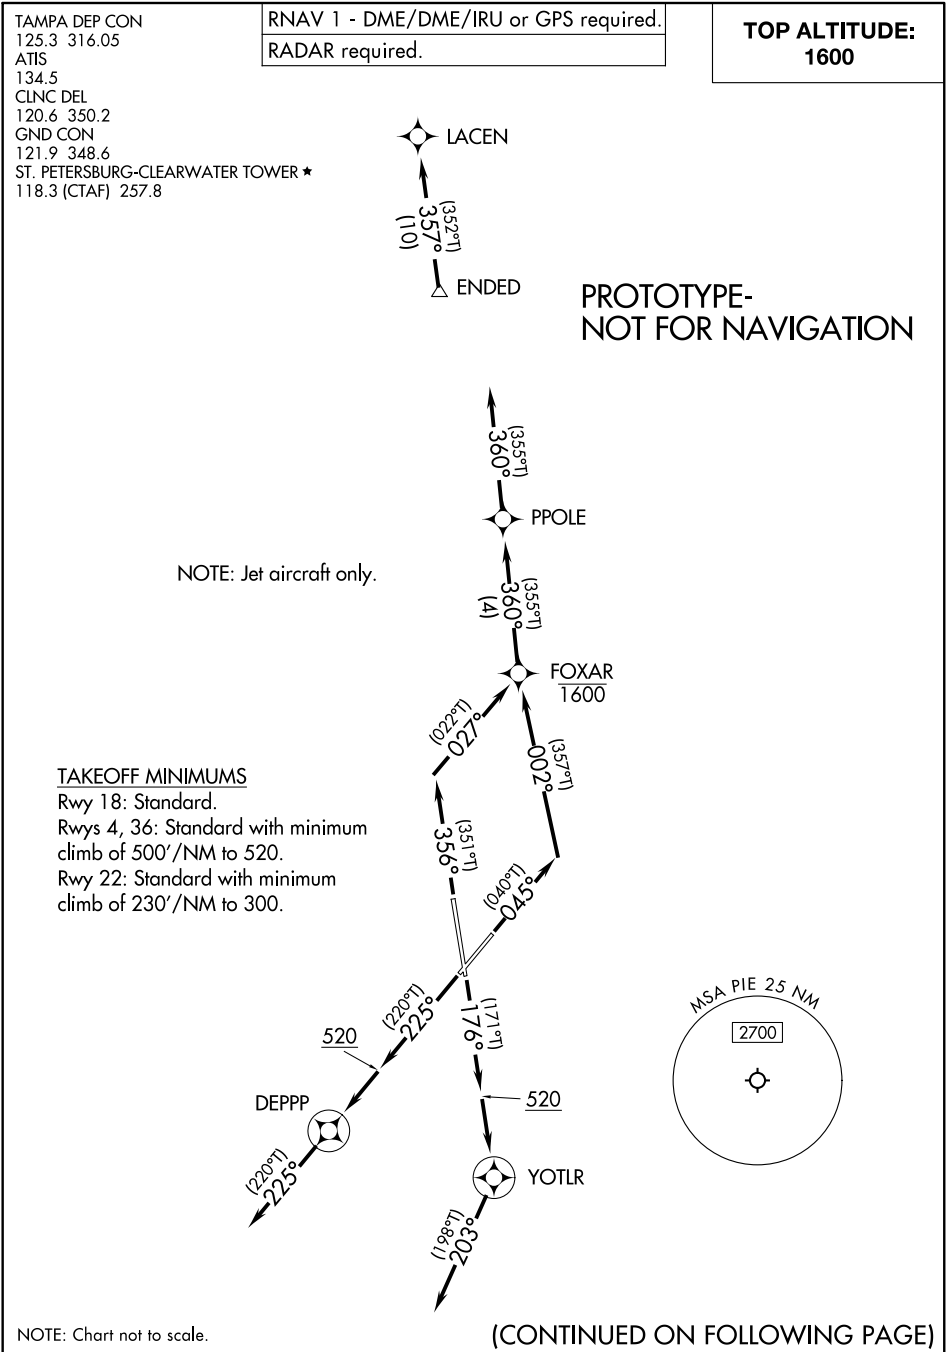 TAMPA DEP CON
125.3 316.05
ATIS
134.5
CLNC DEL
120.6 350.2
GND CON
121.9 348.6
ST. PETERSBURG-CLEARWATER TOWER ★
118.3 (CTAF) 257.8
RNAV 1 - DME/DME/IRU or GPS required.
RADAR required.
TOP ALTITUDE:
1600
LACEN
(352°T)
357°
(10)
ENDED
PROTOTYPE-
NOT FOR NAVIGATION
(355°T)
360°
PPOLE
NOTE: Jet aircraft only.
(355°T)
360°
(4)
FOXAR
1600
(022°T)
027°
(357°T)
002°
TAKEOFF MINIMUMS
Rwy 18: Standard.
Rwys 4, 36: Standard with minimum
climb of 500'/NM to 520.
Rwy 22: Standard with minimum
climb of 230'/NM to 300.
(351°T)
356°
(040°T)
045°
(220°T)
225°
(171°T)
176°
520
520
DEPPP
YOTLR
(220°T)
225°
(198°T)
203°
MSA PIE 25 NM
2700
NOTE: Chart not to scale.
(CONTINUED ON FOLLOWING PAGE)